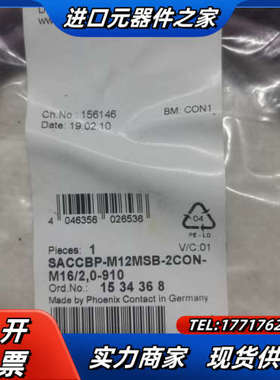 进口元器件之家
Ch.No.: 156146
BM: CON1
Date: 19.02.10
4 046356 026536
04
PE-LD
Pieces: 1
V/C:01
SACCBP-M12MSB-2CON-
M16/2,0-910
Ord.No.: 15 34 36 8
Made by Phoenix Contact in Germany
开
票
实力商家 现货供
TEL:1771762